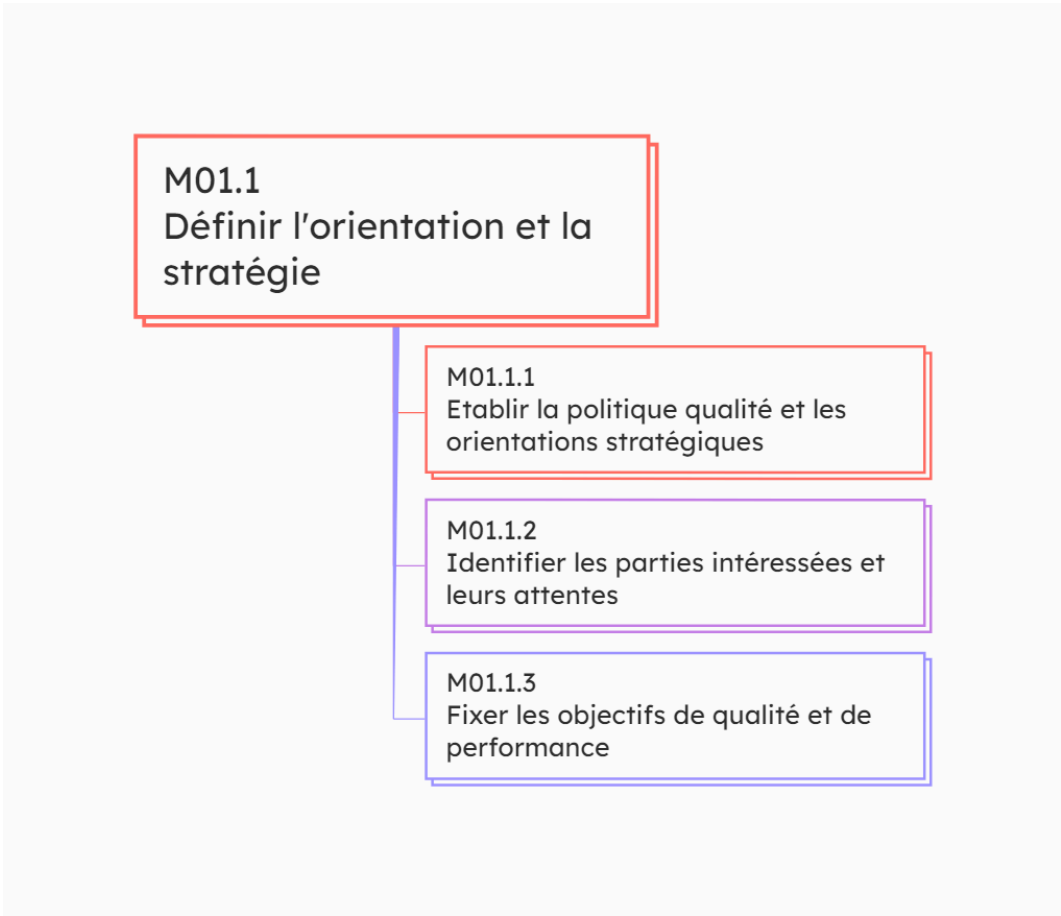 M01.1
Définir l'orientation et la
stratégie
M01.1.1
Etablir la politique qualité et les
orientations stratégiques
M01.1.2
Identifier les parties intéressées et
leurs attentes
M01.1.3
Fixer les objectifs de qualité et de
performance